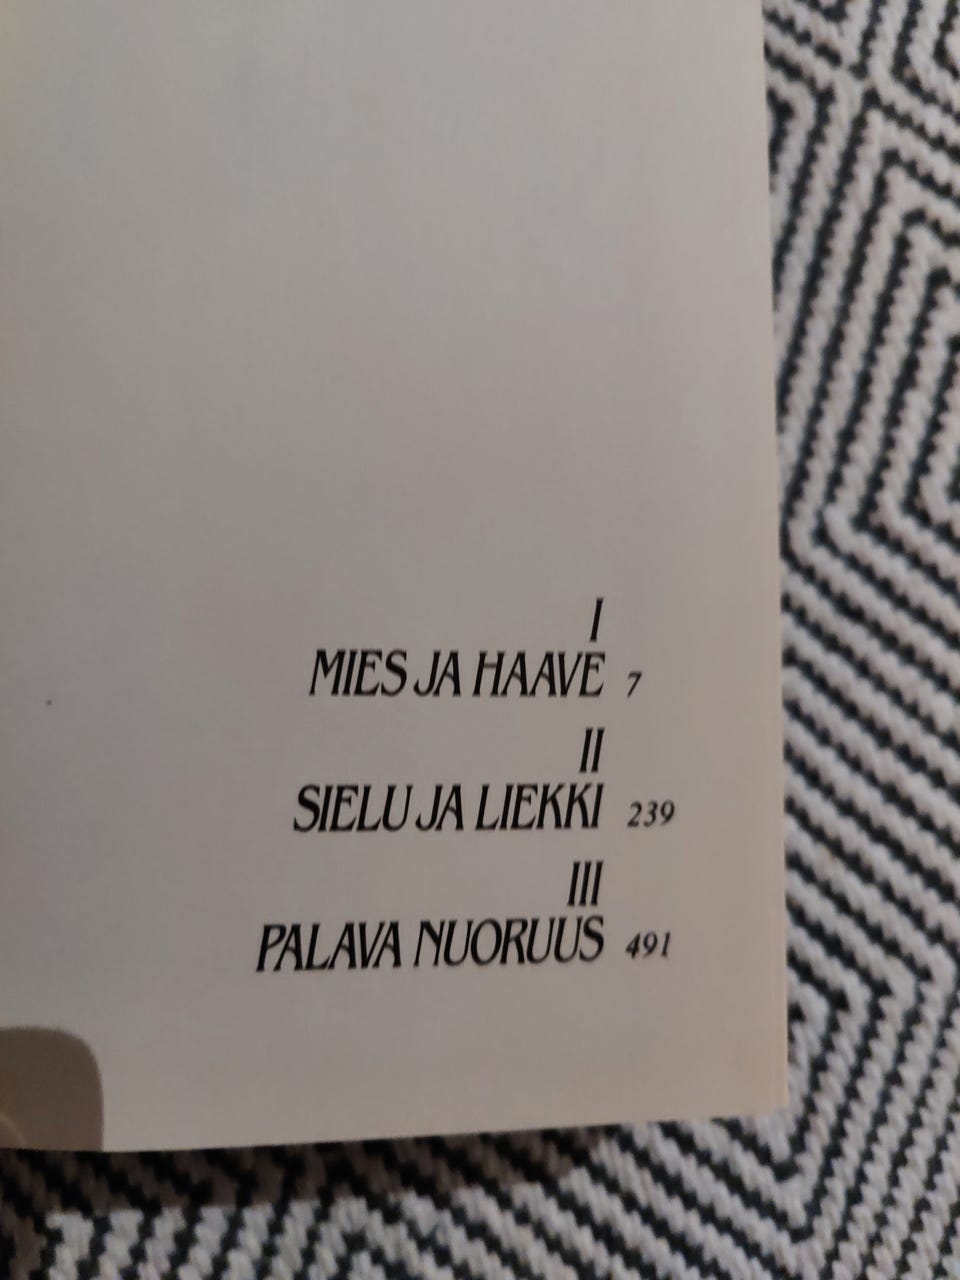 I
MIES JA HAAVE 7
II
SIELU JA LIEKKI 239
III
PALAVA NUORUUS 491